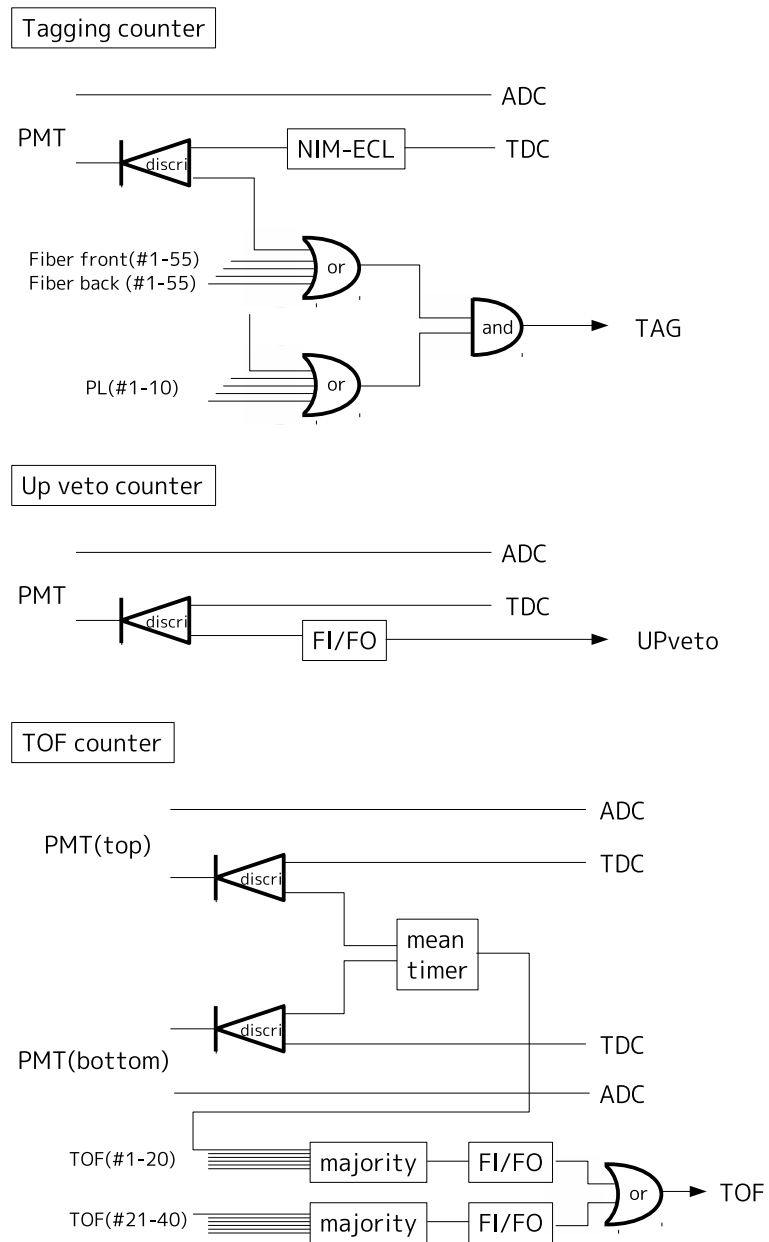 Tagging counter
ADC
PMT
discri
NIM-ECL
TDC
Fiber front(#1-55)
Fiber back (#1-55)
or
and
TAG
PL(#1-10)
or
Up veto counter
ADC
PMT
discri
TDC
FI/FO
UPveto
TOF counter
ADC
PMT(top)
discri
TDC
mean
timer
discri
PMT(bottom)
TDC
ADC
TOF(#1-20)
majority
FI/FO
or
TOF
TOF(#21-40)
majority
FI/FO